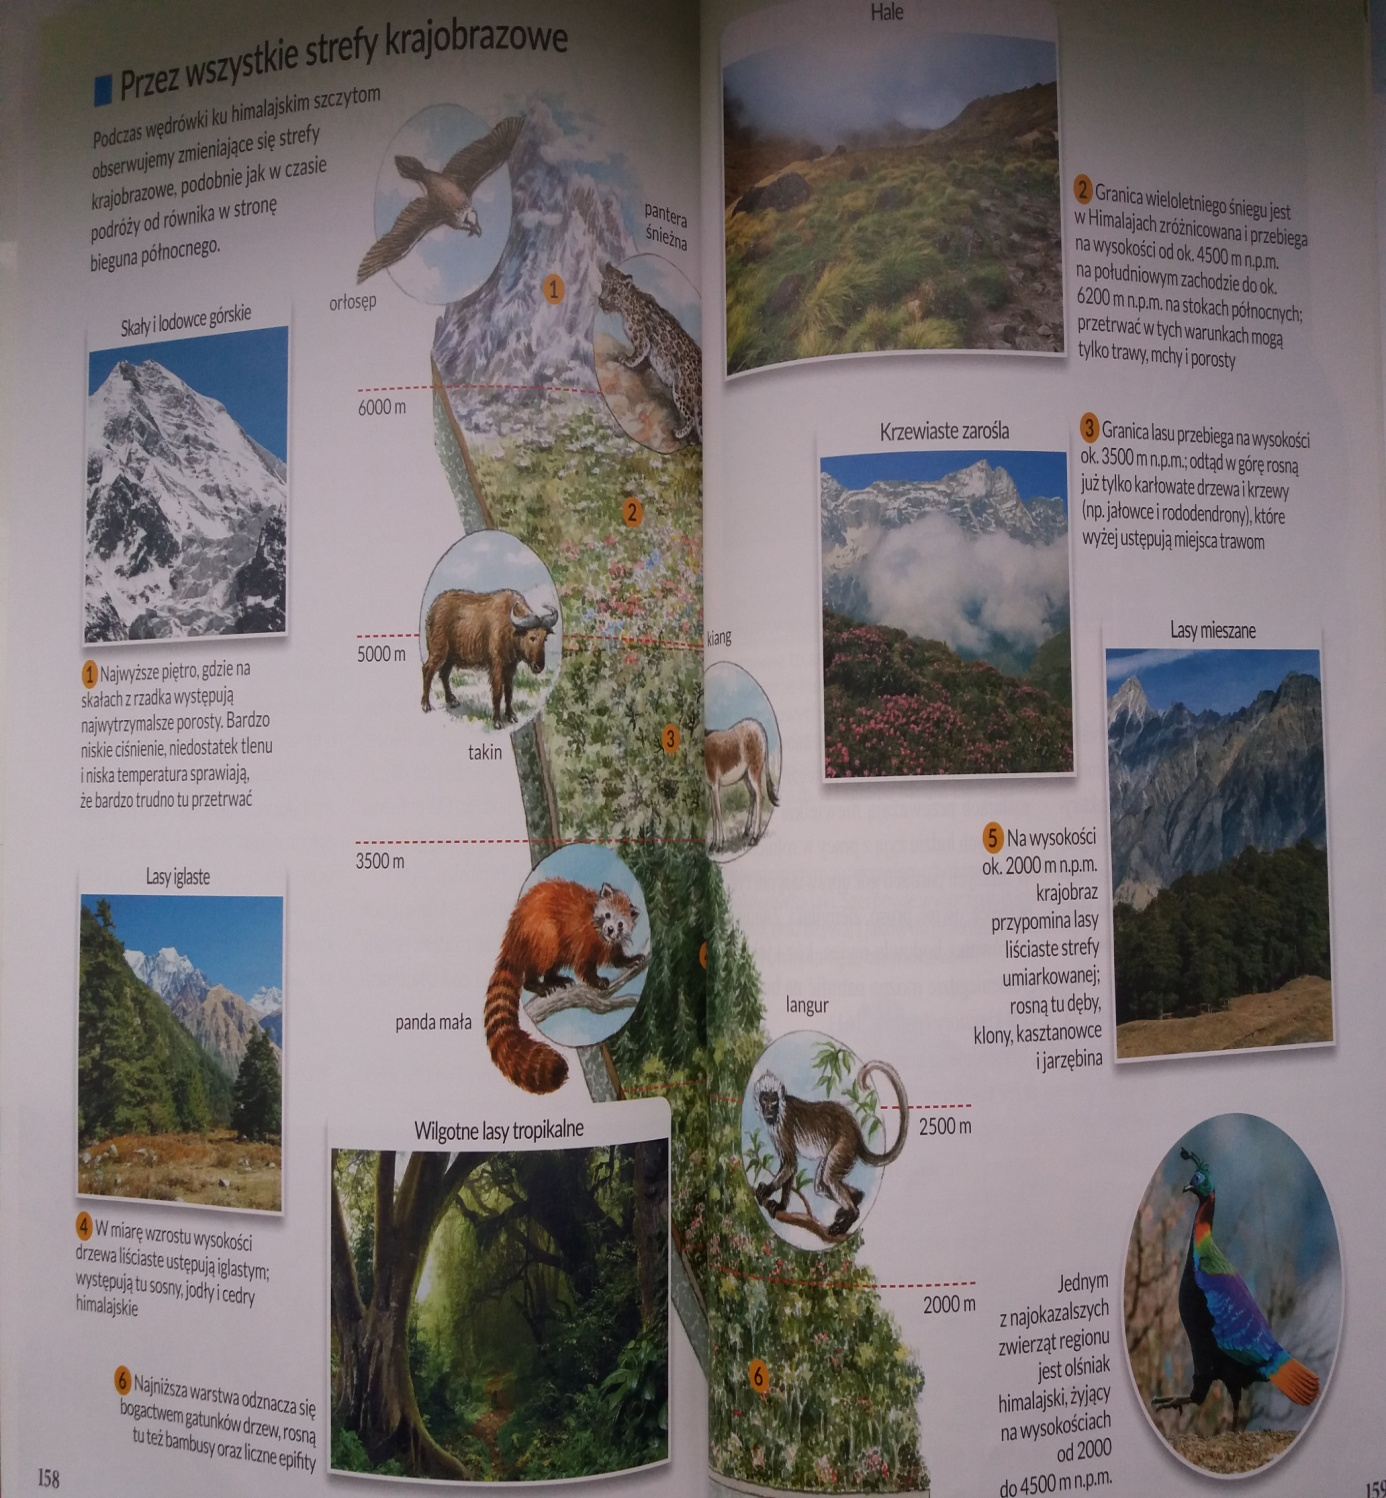 Przez wszystkie strefy krajobrazowe
Podczas wędrówki ku himalajskim szczytom
obserwujemy zmieniające się strefy
krajobrazowe, podobnie jak w czasie
podróży od równika w stronę
bieguna północnego.
orłosęp
pantera
śnieżna
1
Skały i lodowce górskie
6000 m
2
1 Najwyższe piętro, gdzie na
skałach z rzadka występują
najwytrzymalsze porosty. Bardzo
niskie ciśnienie, niedostatek tlenu
i niska temperatura sprawiają,
że bardzo trudno tu przetrwać
5000 m
takin
3
3500 m
Lasy iglaste
panda mała
4 W miarę wzrostu wysokości
drzewa liściaste ustępują iglastym;
występują tu sosny, jodły i cedry
himalajskie
Wilgotne lasy tropikalne
6 Najniższa warstwa odznacza się
bogactwem gatunków drzew, rosną
tu też bambusy oraz liczne epifity
158
Hale
2 Granica wieloletniego śniegu jest
w Himalajach zróżnicowana i przebiega
na wysokości od ok. 4500 m n.p.m.
na południowym zachodzie do ok.
6200 m n.p.m. na stokach północnych;
przetrwać w tych warunkach mogą
tylko trawy, mchy i porosty
Krzewiaste zarośla
3 Granica lasu przebiega na wysokości
ok. 3500 m n.p.m.; odtąd w górę rosną
już tylko karłowate drzewa i krzewy
(np. jałowce i rododendrony), które
wyżej ustępują miejsca trawom
kiang
Lasy mieszane
5 Na wysokości
ok. 2000 m n.p.m.
krajobraz
przypomina lasy
liściaste strefy
umiarkowanej;
rosną tu dęby,
klony, kasztanowce
i jarzębina
langur
2500 m
2000 m
6
Jednym
z najokazalszych
zwierząt regionu
jest olśniak
himalajski, żyjący
na wysokościach
od 2000
do 4500 m n.p.m.
159